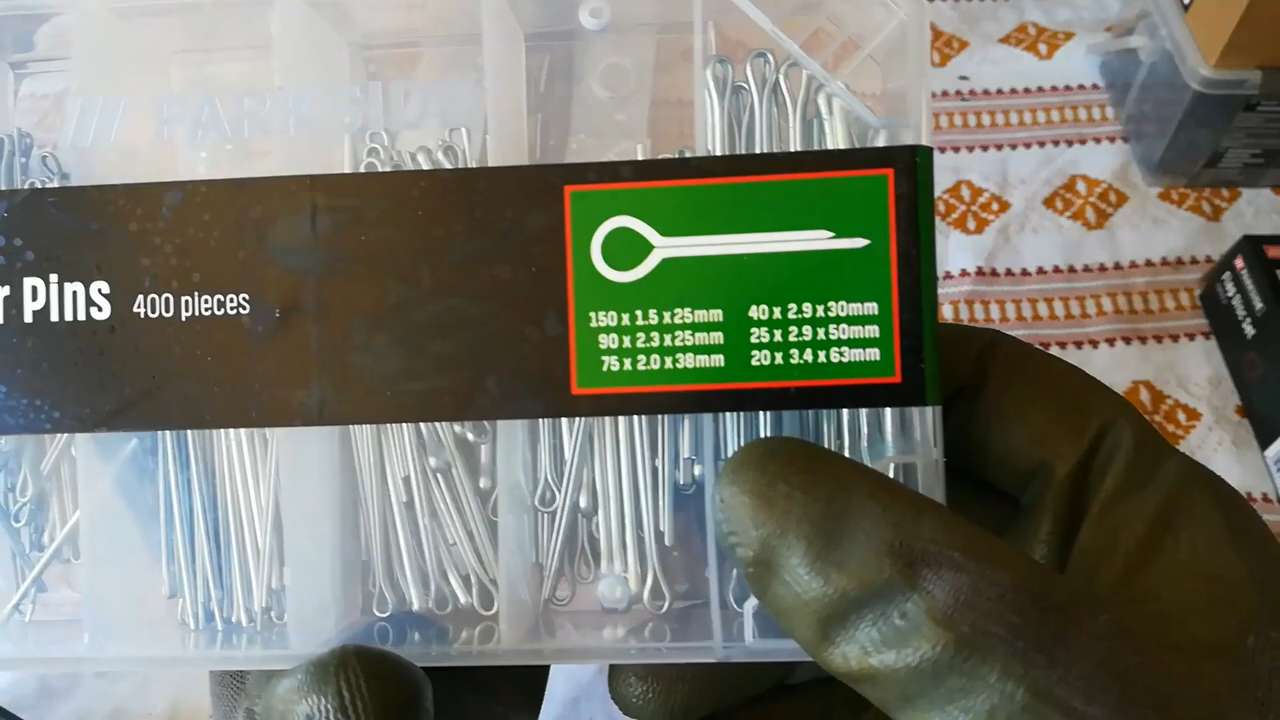 PARKSIDE
r Pins 400 pieces
150 x 1.5 x 25mm 40 x 2.9 x 30mm
90 x 2.3 x 25mm 25 x 2.9 x 50mm
75 x 2.0 x 38mm 20 x 3.4 x 63mm